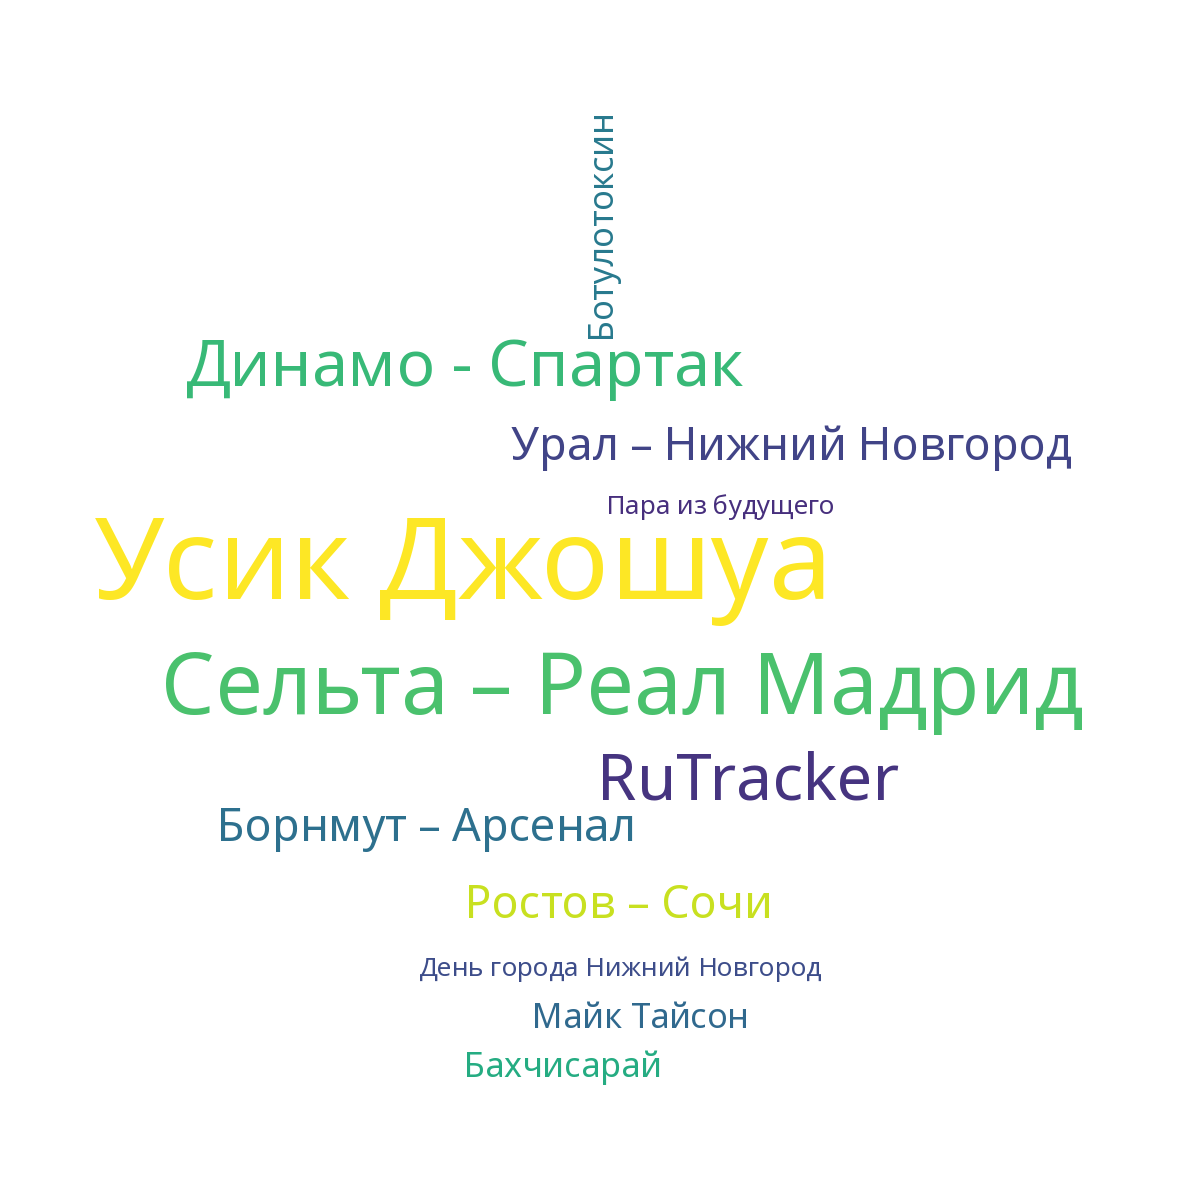 Ботулотоксин
Динамо - Спартак
Урал – Нижний Новгород
Пара из будущего
Усик Джошуа
Сельта – Реал Мадрид
RuTracker
Борнмут – Арсенал
Ростов – Сочи
День города Нижний Новгород
Майк Тайсон
Бахчисарай